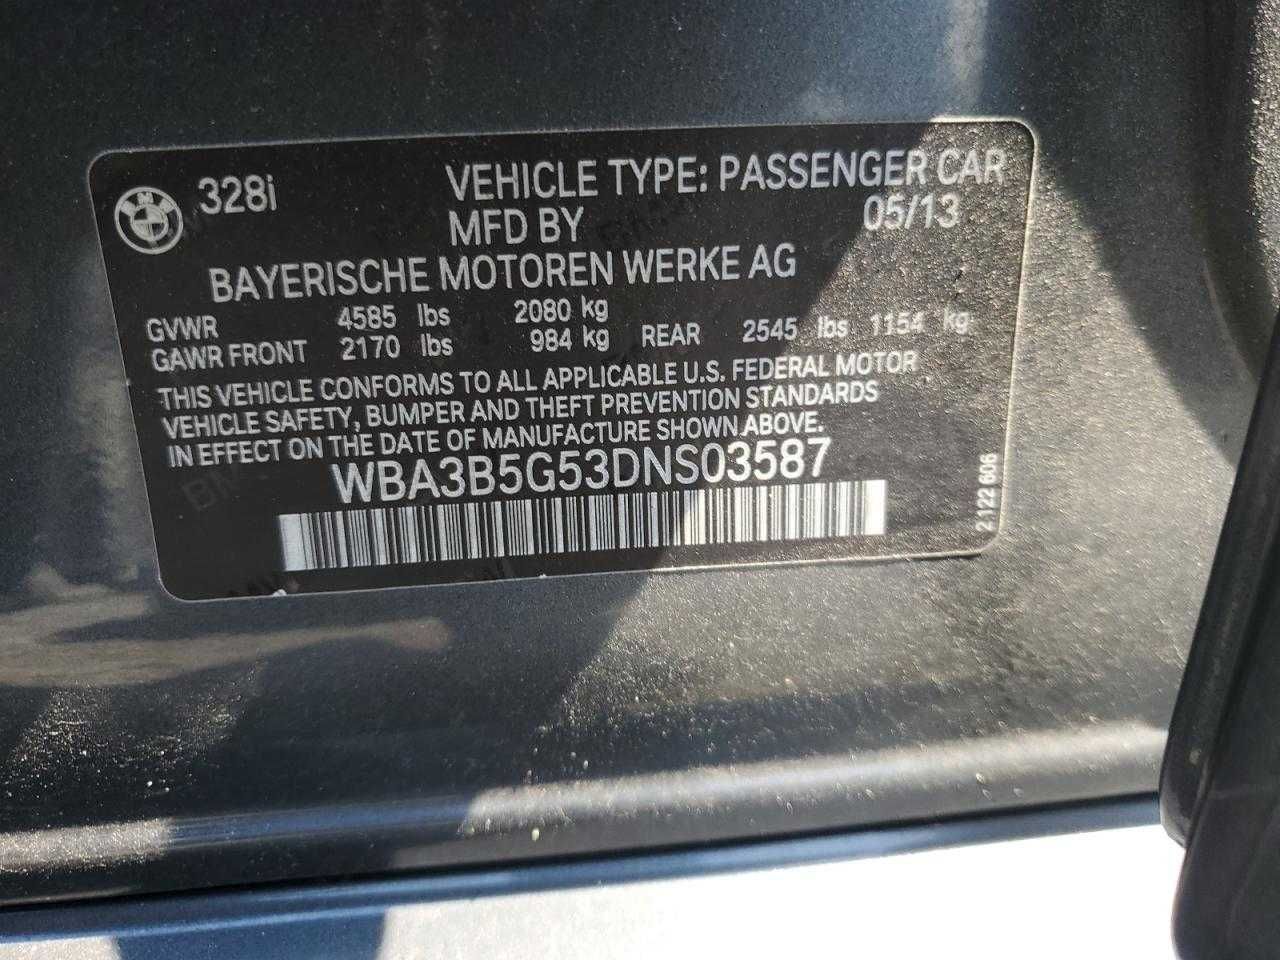 BMW 328i VEHICLE TYPE: PASSENGER CAR
MFD BY 05/13
BAYERISCHE MOTOREN WERKE AG
GVWR 4585 lbs 2080 kg
GAWR FRONT 2170 lbs 984 kg REAR 2545 lbs 1154 kg
THIS VEHICLE CONFORMS TO ALL APPLICABLE U.S. FEDERAL MOTOR
VEHICLE SAFETY, BUMPER AND THEFT PREVENTION STANDARDS
IN EFFECT ON THE DATE OF MANUFACTURE SHOWN ABOVE.
WBA3B5G53DNS03587
2122 606